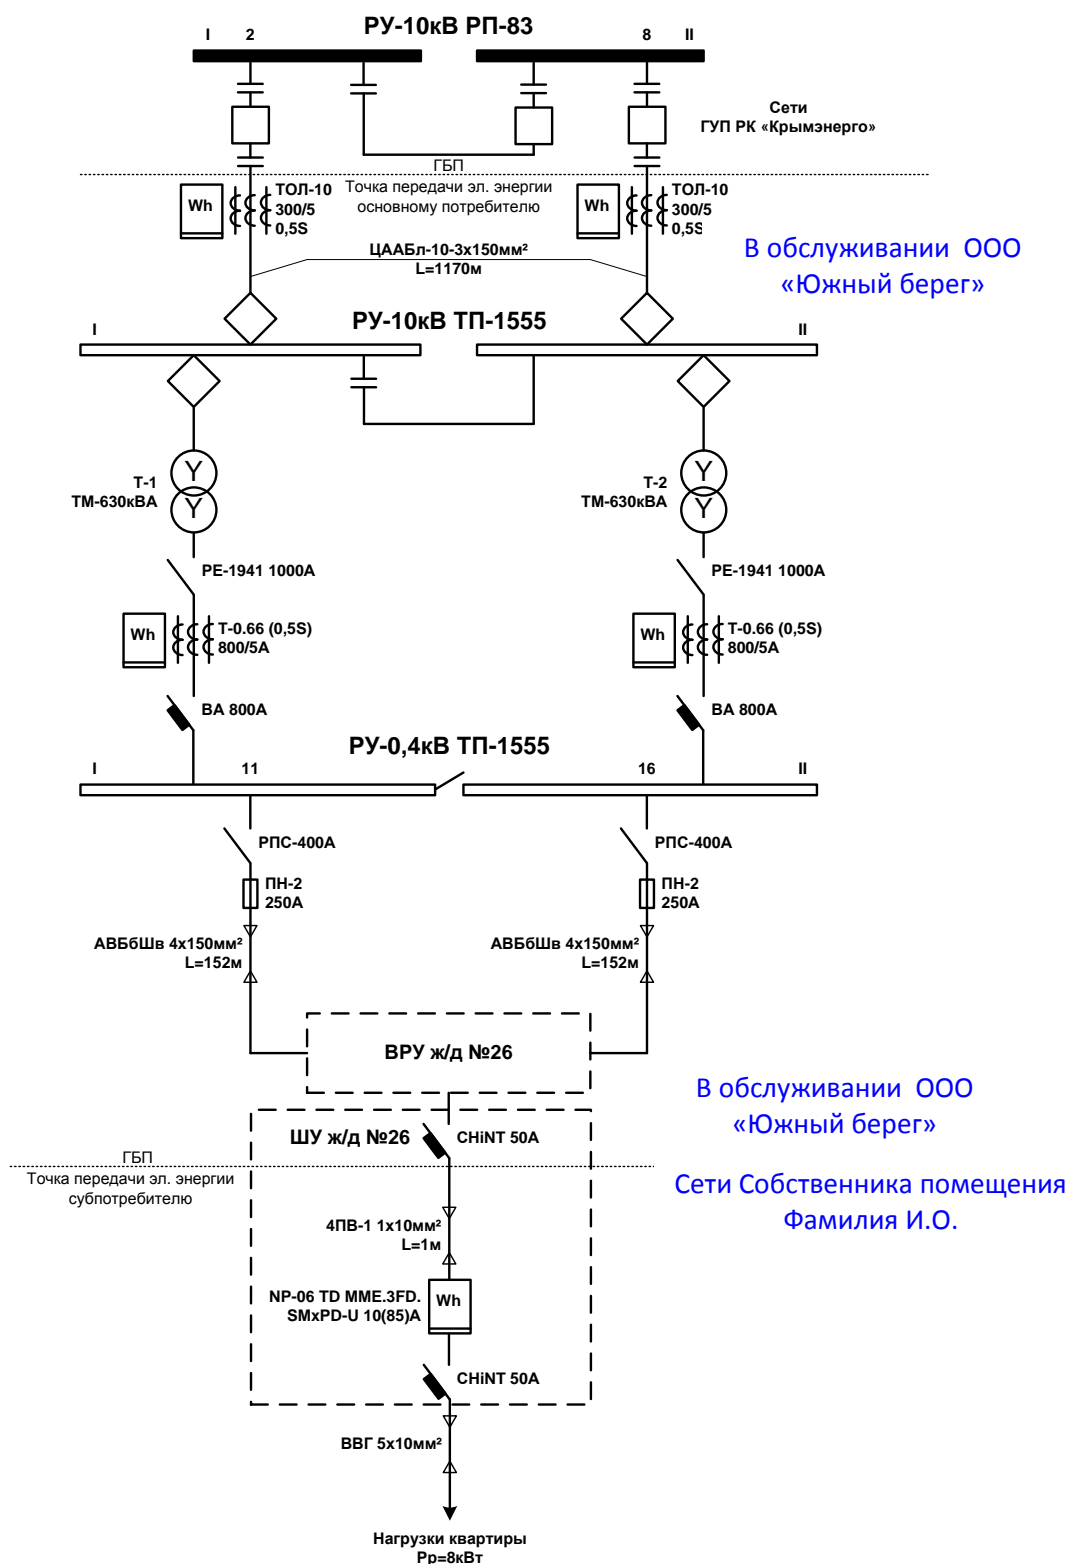 РУ-10кВ РП-83
I 2
8 II
Сети
ГУП РК «Крымэнерго»
ГБП
Точка передачи эл. энергии
основному потребителю
Wh
ТОЛ-10
300/5
0,5S
Wh
ТОЛ-10
300/5
0,5S
В обслуживании ООО
«Южный берег»
ЦААБл-10-3х150мм²
L=1170м
РУ-10кВ ТП-1555
I
II
Т-1
ТМ-630кВА
Y
Y
Т-2
ТМ-630кВА
Y
Y
РЕ-1941 1000А
РЕ-1941 1000А
Wh
Т-0.66 (0,5S)
800/5А
Wh
Т-0.66 (0,5S)
800/5А
ВА 800А
ВА 800А
РУ-0,4кВ ТП-1555
I 11
16 II
РПС-400А
РПС-400А
ПН-2
250А
ПН-2
250А
АВБбШв 4х150мм²
L=152м
АВБбШв 4х150мм²
L=152м
ВРУ ж/д №26
В обслуживании ООО
«Южный берег»
ШУ ж/д №26
CHiNT 50А
ГБП
Точка передачи эл. энергии
субпотребителю
Сети Собственника помещения
Фамилия И.О.
4ПВ-1 1х10мм²
L=1м
NP-06 TD MME.3FD.
SMxPD-U 10(85)А
Wh
CHiNT 50А
ВВГ 5х10мм²
Нагрузки квартиры
Рр=8кВт